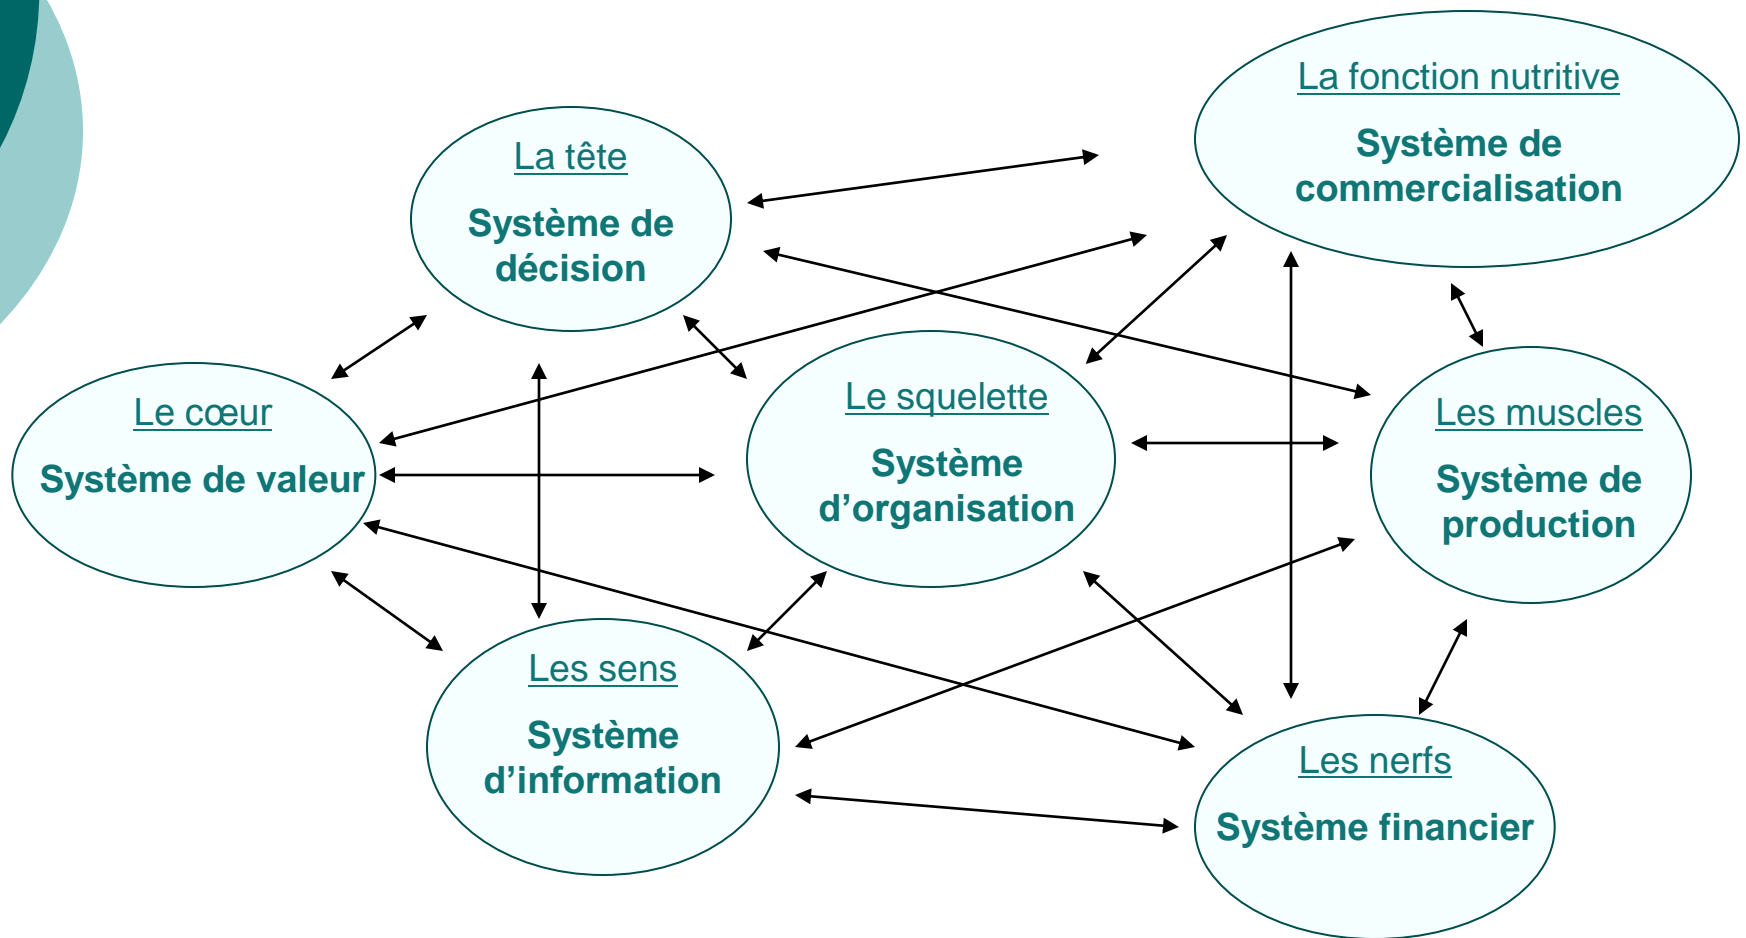 La fonction nutritive
Système de
commercialisation
La tête
Système de
décision
Le cœur
Système de valeur
Le squelette
Système
d’organisation
Les muscles
Système de
production
Les sens
Système
d’information
Les nerfs
Système financier